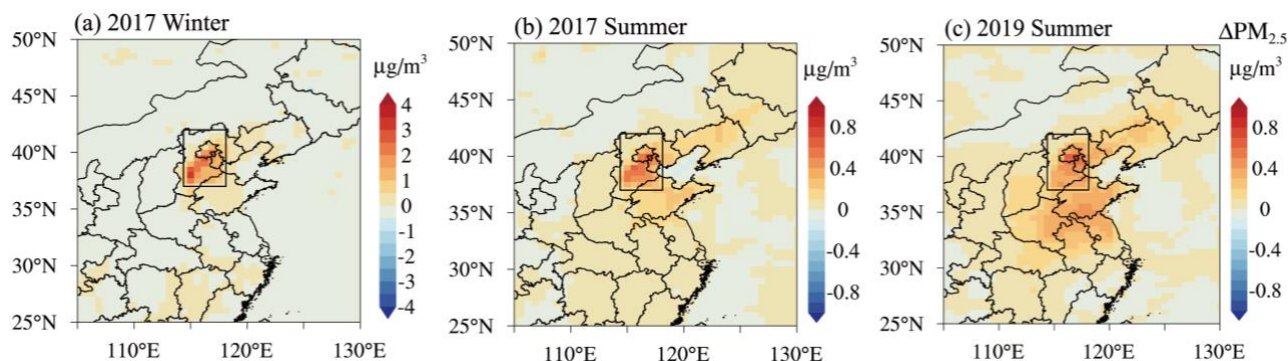 (a) 2017 Winter
50°N
45°N
40°N
35°N
30°N
25°N
110°E 120°E 130°E
μg/m³
4
3
2
1
0
-1
-2
-3
-4
(b) 2017 Summer
50°N
45°N
40°N
35°N
30°N
25°N
110°E 120°E 130°E
μg/m³
0.8
0.4
0
-0.4
-0.8
(c) 2019 Summer
50°N
45°N
40°N
35°N
30°N
25°N
110°E 120°E 130°E
ΔPM₂.₅
μg/m³
0.8
0.4
0
-0.4
-0.8